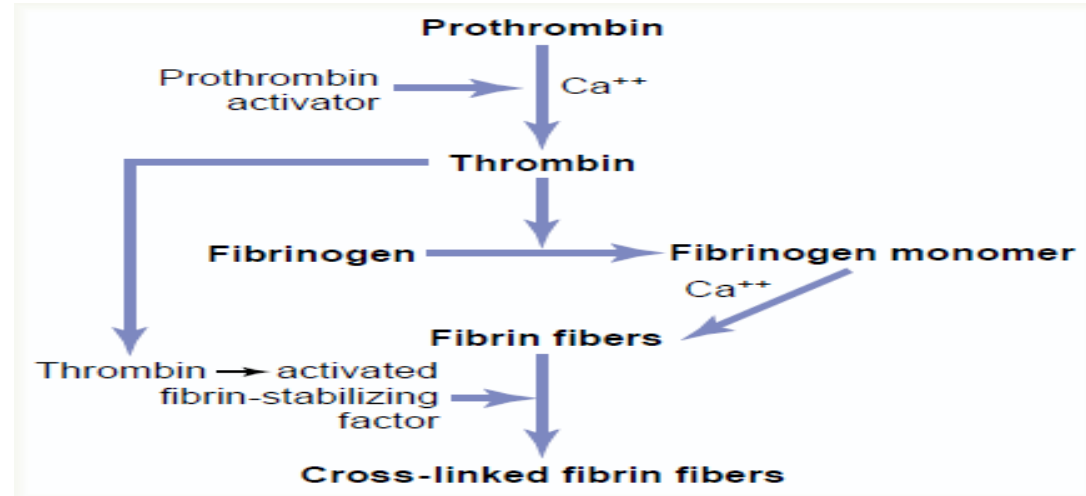 Prothrombin
Prothrombin
activator
Ca⁺⁺
Thrombin
Fibrinogen
Fibrinogen monomer
Ca⁺⁺
Fibrin fibers
Thrombin → activated
fibrin-stabilizing
factor
Cross-linked fibrin fibers